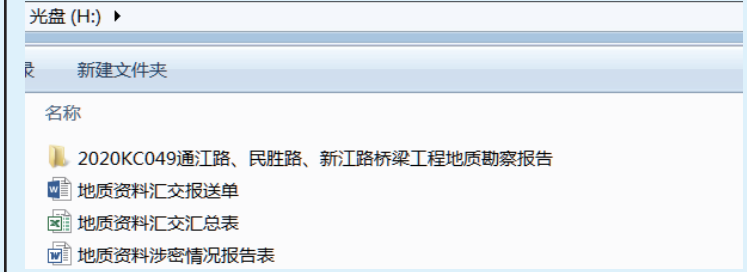 光盘 (H:)
录 新建文件夹
名称
2020KC049通江路、民胜路、新江路桥梁工程地质勘察报告
地质资料汇交报送单
地质资料汇交汇总表
地质资料涉密情况报告表